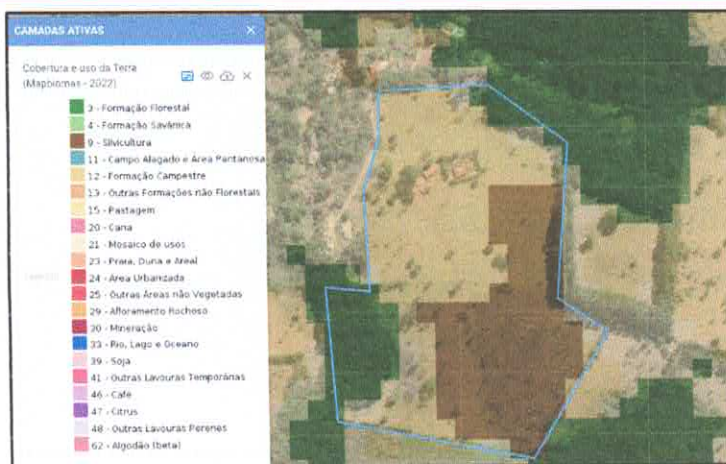 CAMADAS ATIVAS ×
Cobertura e uso da Terra
(Mapbiomas - 2022)
3 - Formação Florestal
4 - Formação Savânica
9 - Silvicultura
11 - Campo Alagado e Área Pantanosa
12 - Formação Campestre
13 - Outras Formações não Florestais
15 - Pastagem
20 - Cana
21 - Mosaico de usos
23 - Praia, Duna e Areal
24 - Área Urbanizada
25 - Outras Áreas não Vegetadas
29 - Afloramento Rochoso
30 - Mineração
33 - Rio, Lago e Oceano
39 - Soja
41 - Outras Lavouras Temporárias
46 - Café
47 - Citrus
48 - Outras Lavouras Perenes
62 - Algodão (beta)